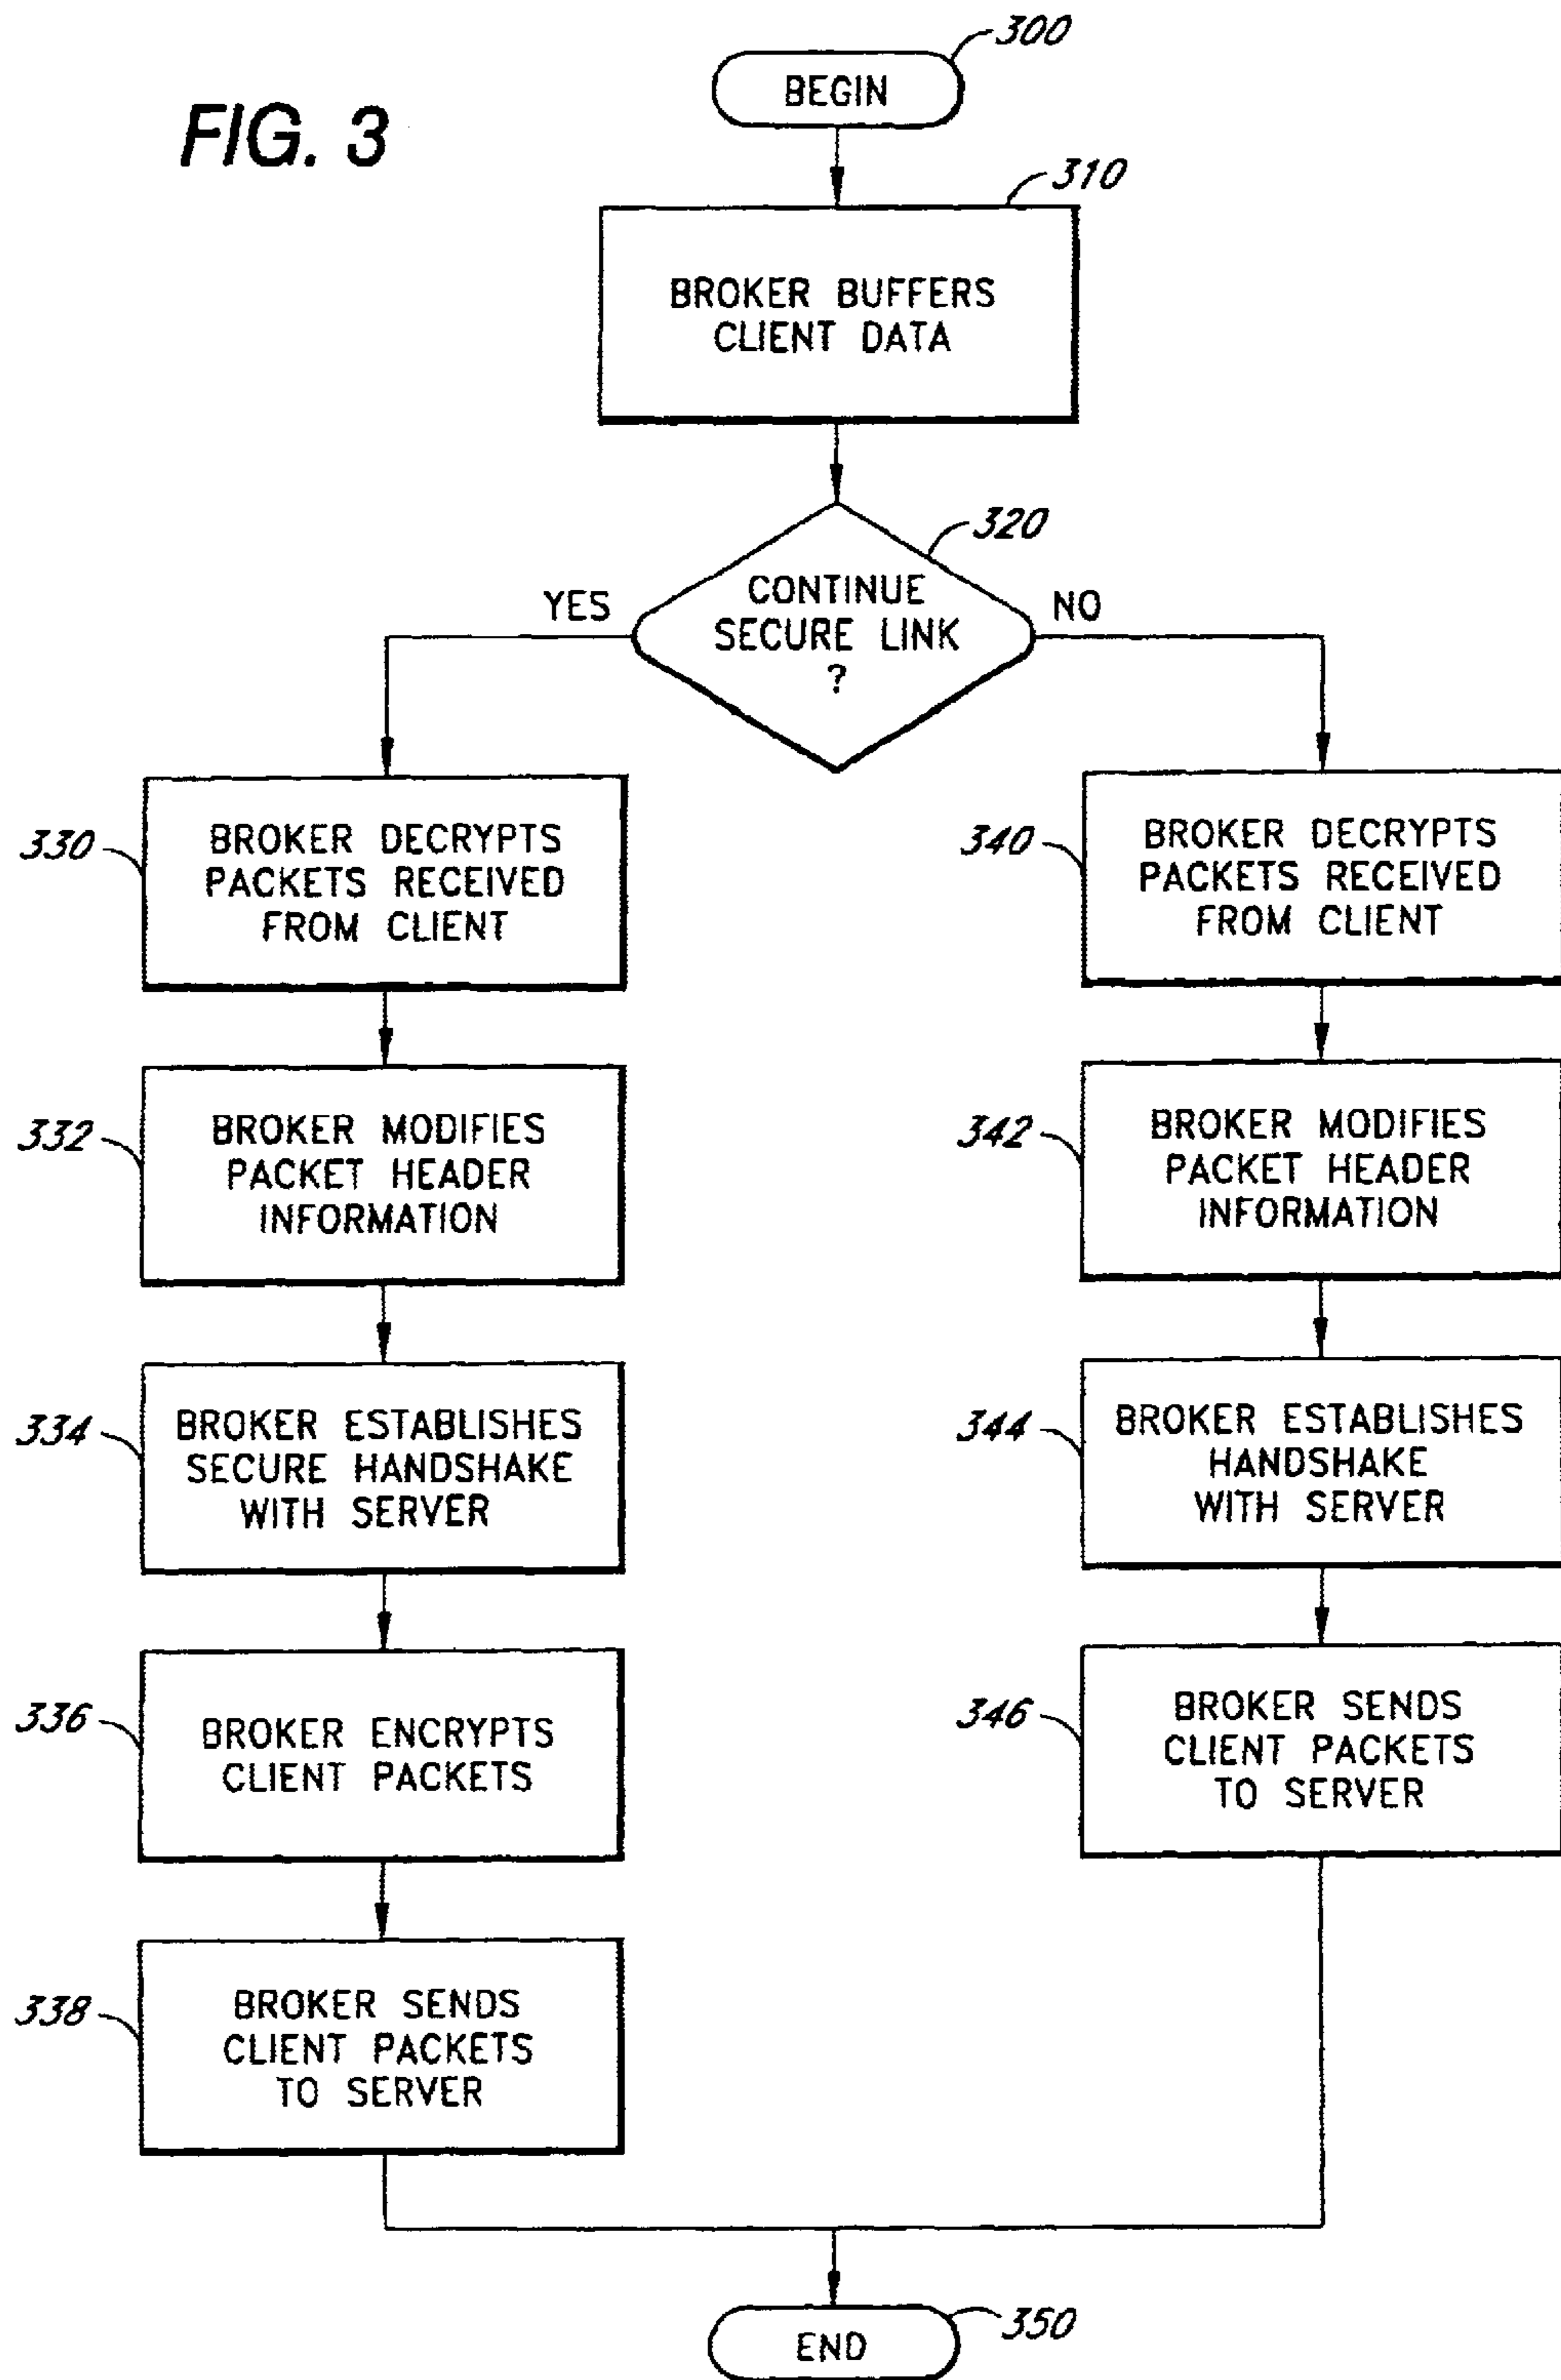 FIG. 3
300
BEGIN
310
BROKER BUFFERS
CLIENT DATA
320
CONTINUE
SECURE LINK
?
YES
NO
330
BROKER DECRYPTS
PACKETS RECEIVED
FROM CLIENT
332
BROKER MODIFIES
PACKET HEADER
INFORMATION
334
BROKER ESTABLISHES
SECURE HANDSHAKE
WITH SERVER
336
BROKER ENCRYPTS
CLIENT PACKETS
338
BROKER SENDS
CLIENT PACKETS
TO SERVER
340
BROKER DECRYPTS
PACKETS RECEIVED
FROM CLIENT
342
BROKER MODIFIES
PACKET HEADER
INFORMATION
344
BROKER ESTABLISHES
HANDSHAKE
WITH SERVER
346
BROKER SENDS
CLIENT PACKETS
TO SERVER
350
END